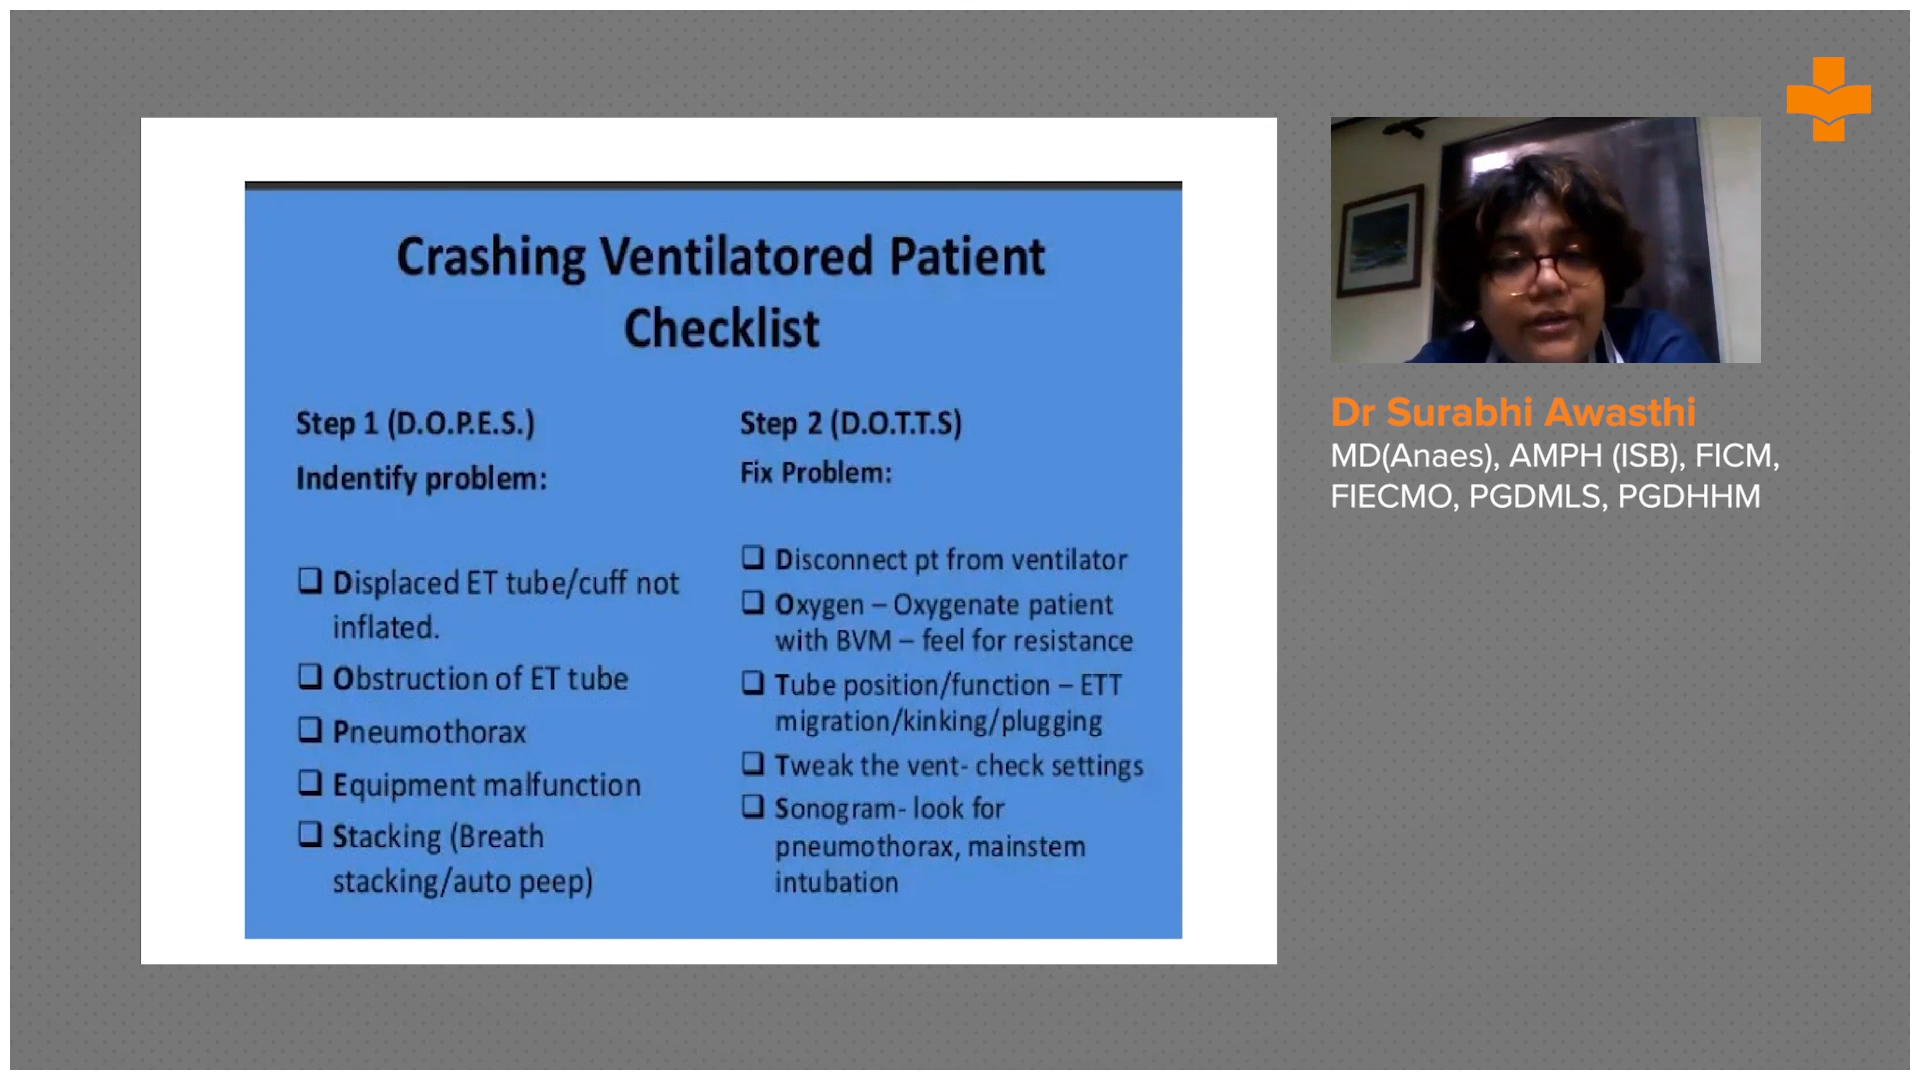 Crashing Ventilatored Patient
Checklist
Step 1 (D.O.P.E.S.)
Indentify problem:
❑ Displaced ET tube/cuff not
inflated.
❑ Obstruction of ET tube
❑ Pneumothorax
❑ Equipment malfunction
❑ Stacking (Breath
stacking/auto peep)
Step 2 (D.O.T.T.S)
Fix Problem:
❑ Disconnect pt from ventilator
❑ Oxygen – Oxygenate patient
with BVM – feel for resistance
❑ Tube position/function – ETT
migration/kinking/plugging
❑ Tweak the vent- check settings
❑ Sonogram- look for
pneumothorax, mainstem
intubation
Dr Surabhi Awasthi
MD(Anaes), AMPH (ISB), FICM,
FIECMO, PGDMLS, PGDHHM